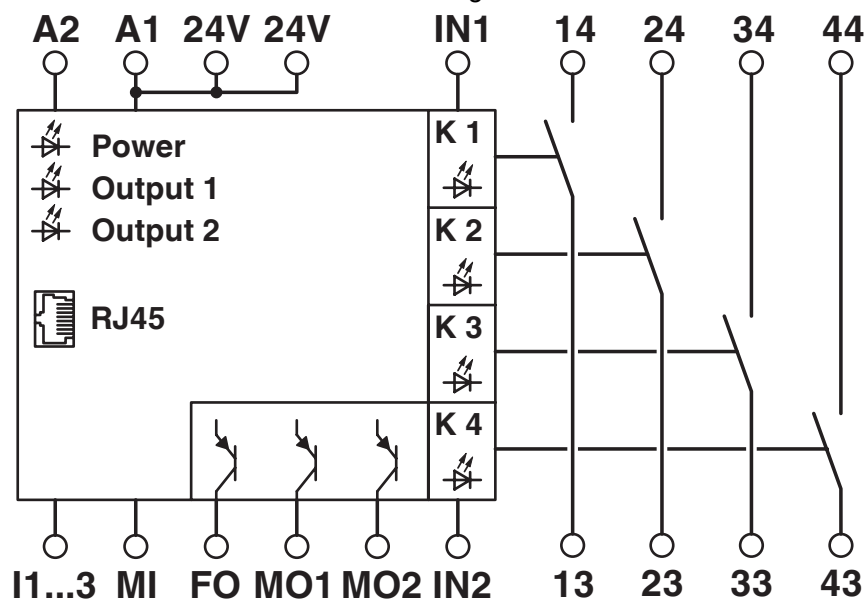 A2 A1 24V 24V IN1 14 24 34 44
Power
Output 1
Output 2
RJ45
K 1
K 2
K 3
K 4
I1...3 MI FO MO1 MO2 IN2 13 23 33 43